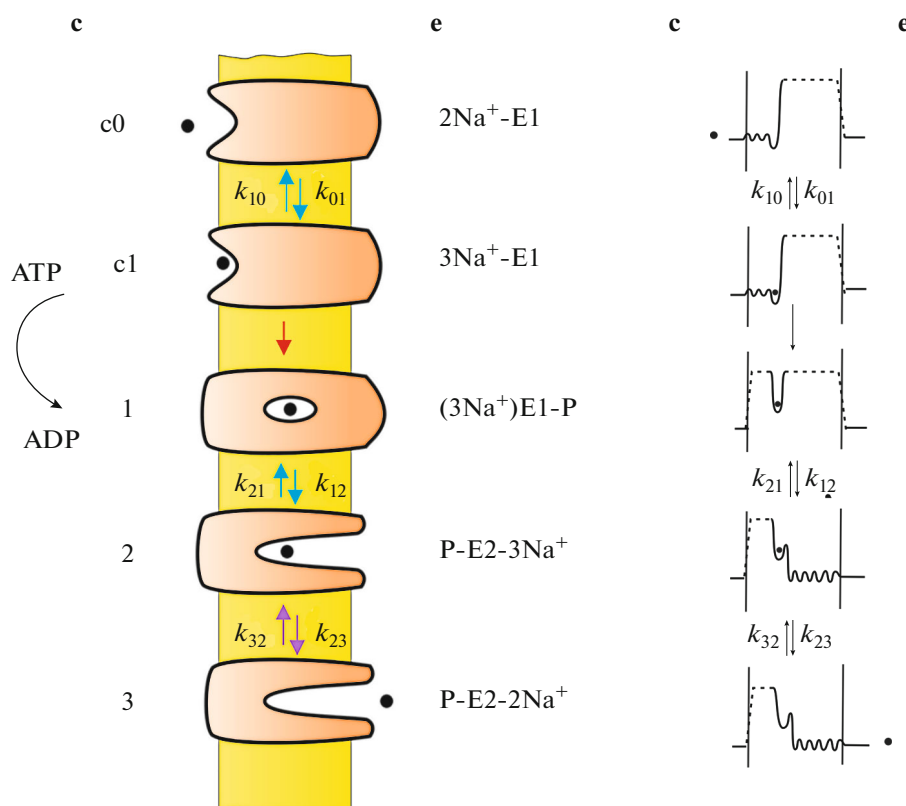 c e c e
c0 2Na⁺-E1
k₁₀ k₀₁ k₁₀ k₀₁
ATP c1 3Na⁺-E1
1 (3Na⁺)E1-P
ADP
k₂₁ k₁₂ k₂₁ k₁₂
2 P-E2-3Na⁺
k₃₂ k₂₃ k₃₂ k₂₃
3 P-E2-2Na⁺